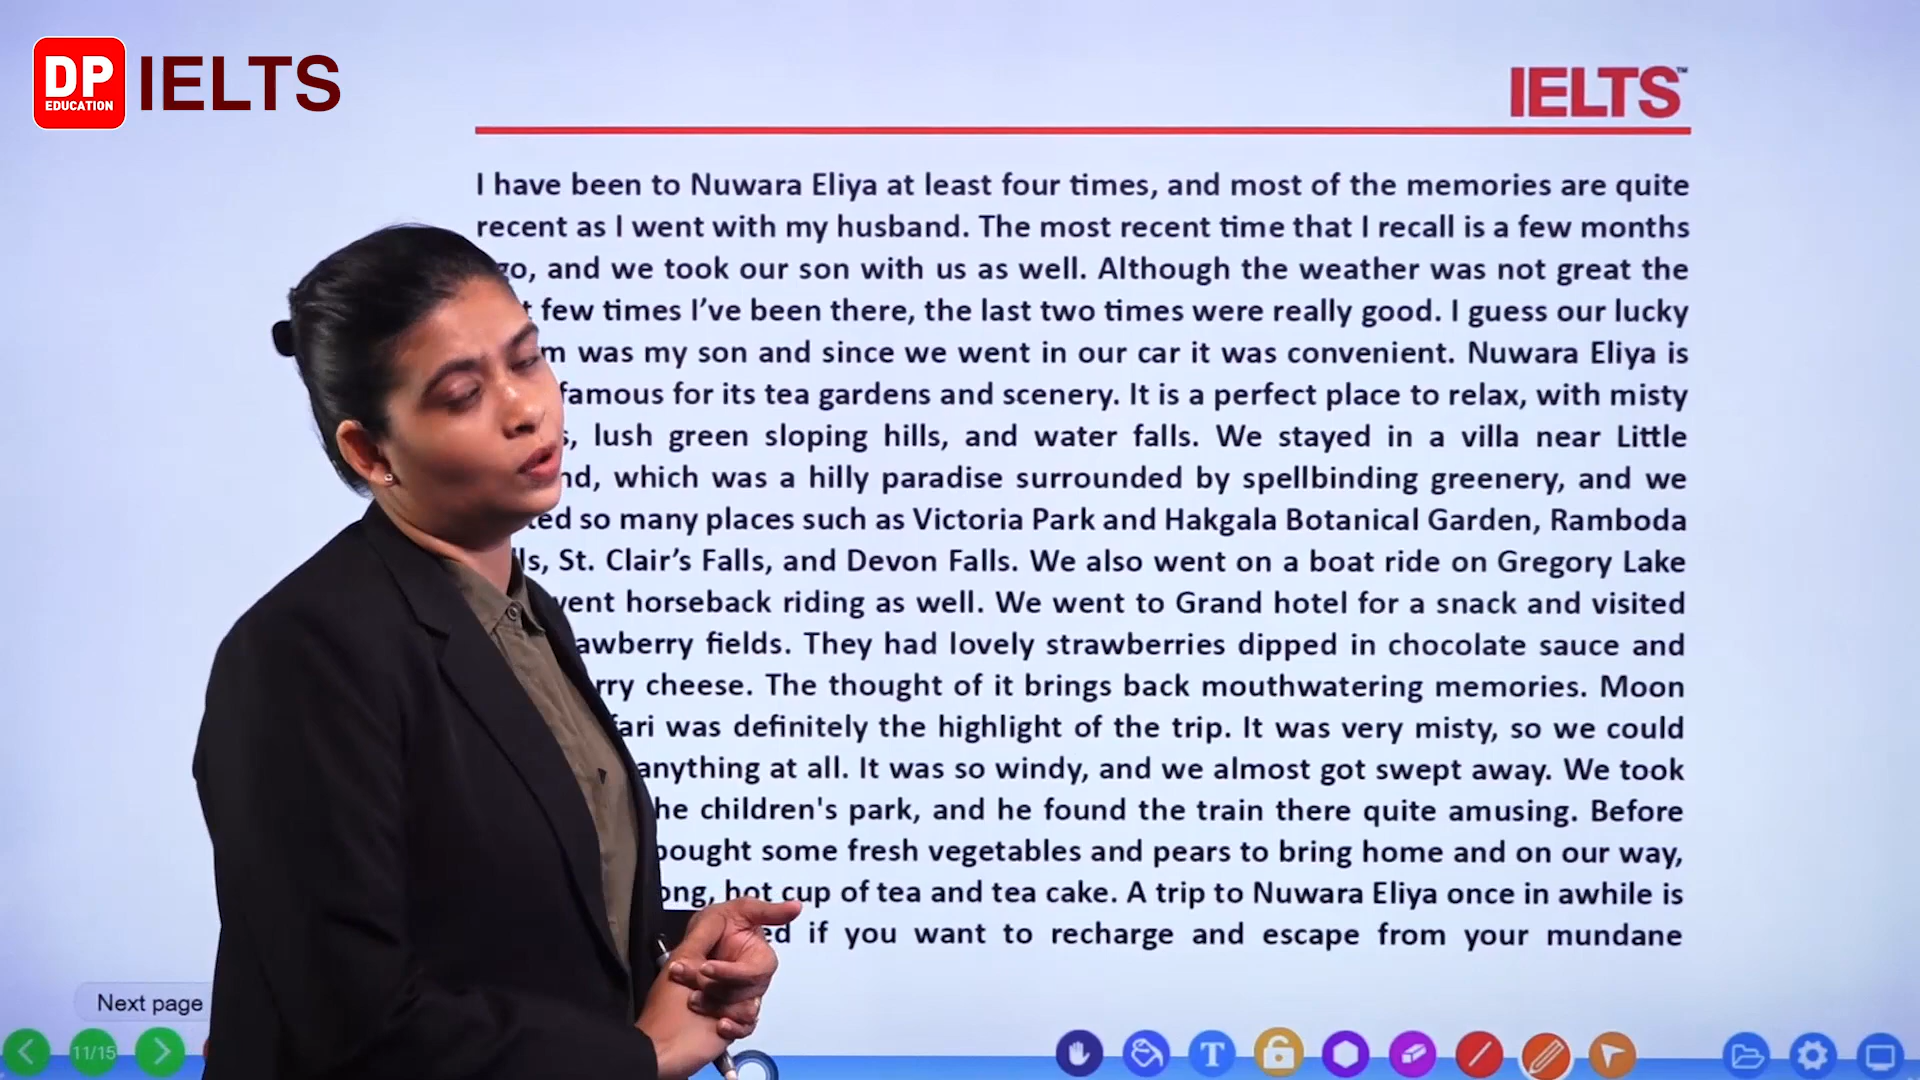 DP
EDUCATION
IELTS
IELTS™
I have been to Nuwara Eliya at least four times, and most of the memories are quite
recent as I went with my husband. The most recent time that I recall is a few months
go, and we took our son with us as well. Although the weather was not great the
few times I’ve been there, the last two times were really good. I guess our lucky
m was my son and since we went in our car it was convenient. Nuwara Eliya is
famous for its tea gardens and scenery. It is a perfect place to relax, with misty
s, lush green sloping hills, and water falls. We stayed in a villa near Little
nd, which was a hilly paradise surrounded by spellbinding greenery, and we
ted so many places such as Victoria Park and Hakgala Botanical Garden, Ramboda
ls, St. Clair’s Falls, and Devon Falls. We also went on a boat ride on Gregory Lake
went horseback riding as well. We went to Grand hotel for a snack and visited
awberry fields. They had lovely strawberries dipped in chocolate sauce and
rry cheese. The thought of it brings back mouthwatering memories. Moon
fari was definitely the highlight of the trip. It was very misty, so we could
anything at all. It was so windy, and we almost got swept away. We took
he children's park, and he found the train there quite amusing. Before
bought some fresh vegetables and pears to bring home and on our way,
ong, hot cup of tea and tea cake. A trip to Nuwara Eliya once in awhile is
ed if you want to recharge and escape from your mundane
Next page
11/15
T